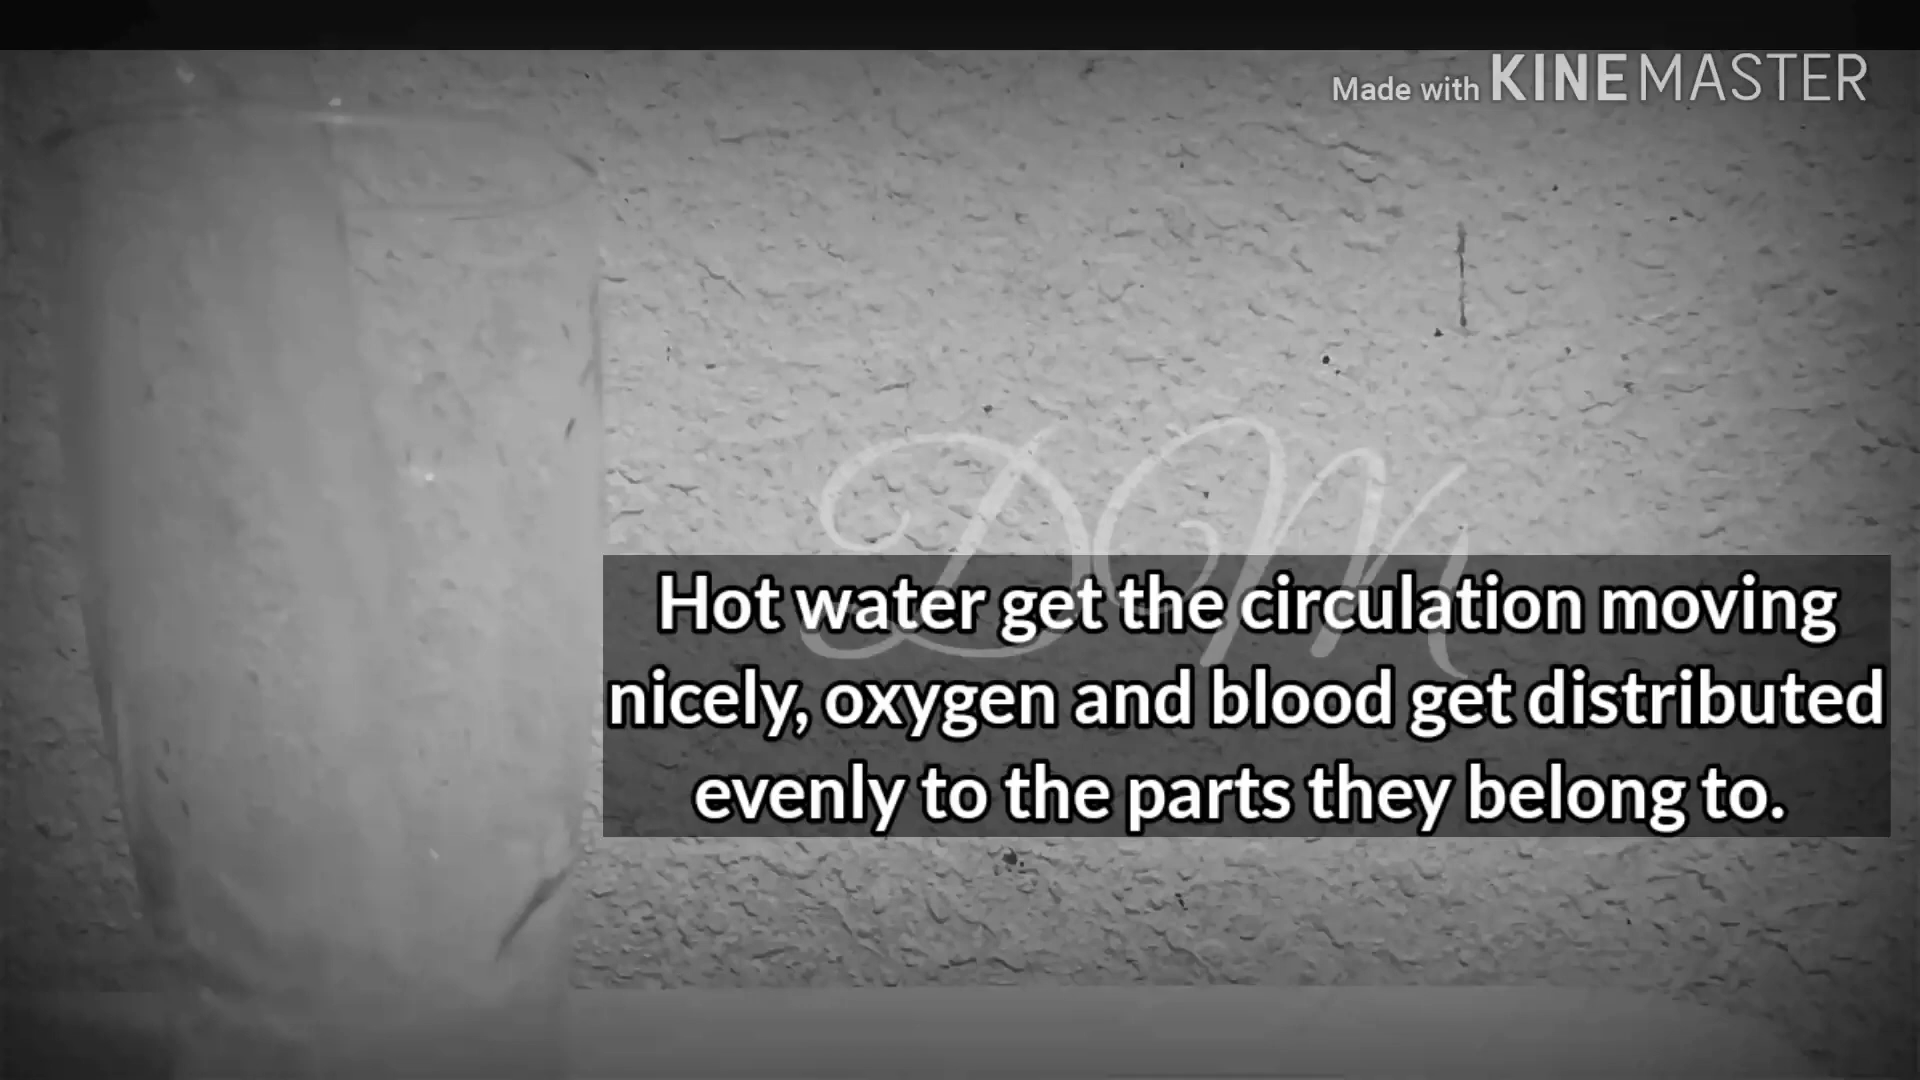 Made with KINEMASTER
DM
Hot water get the circulation moving
nicely, oxygen and blood get distributed
evenly to the parts they belong to.